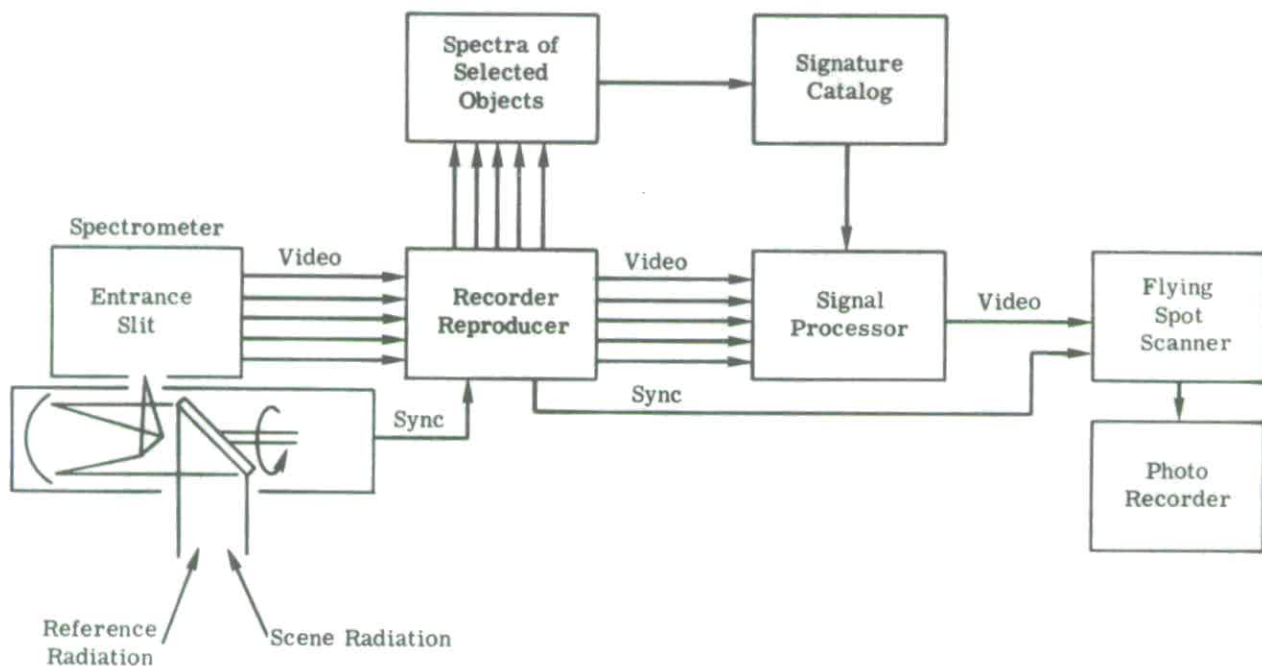 Spectra of
Selected
Objects
Signature
Catalog
Spectrometer
Entrance
Slit
Video
Recorder
Reproducer
Video
Signal
Processor
Video
Flying
Spot
Scanner
Sync
Sync
Photo
Recorder
Reference
Radiation
Scene Radiation